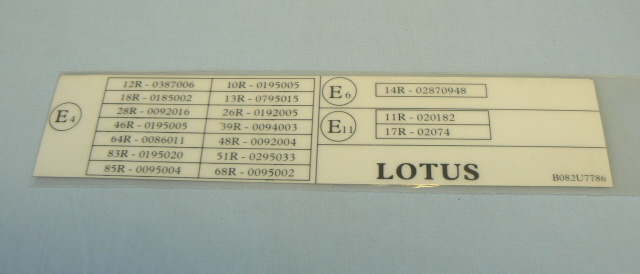 E4
12R - 0387006 10R - 0195005
18R - 0185002 13R - 0795015
28R - 0092016 26R - 0192005
46R - 0195005 39R - 0094003
64R - 0086011 48R - 0092004
83R - 0195020 51R - 0295033
85R - 0095004 68R - 0095002
E6
14R - 02870948
E11
11R - 020182
17R - 02074
LOTUS
B082U7786